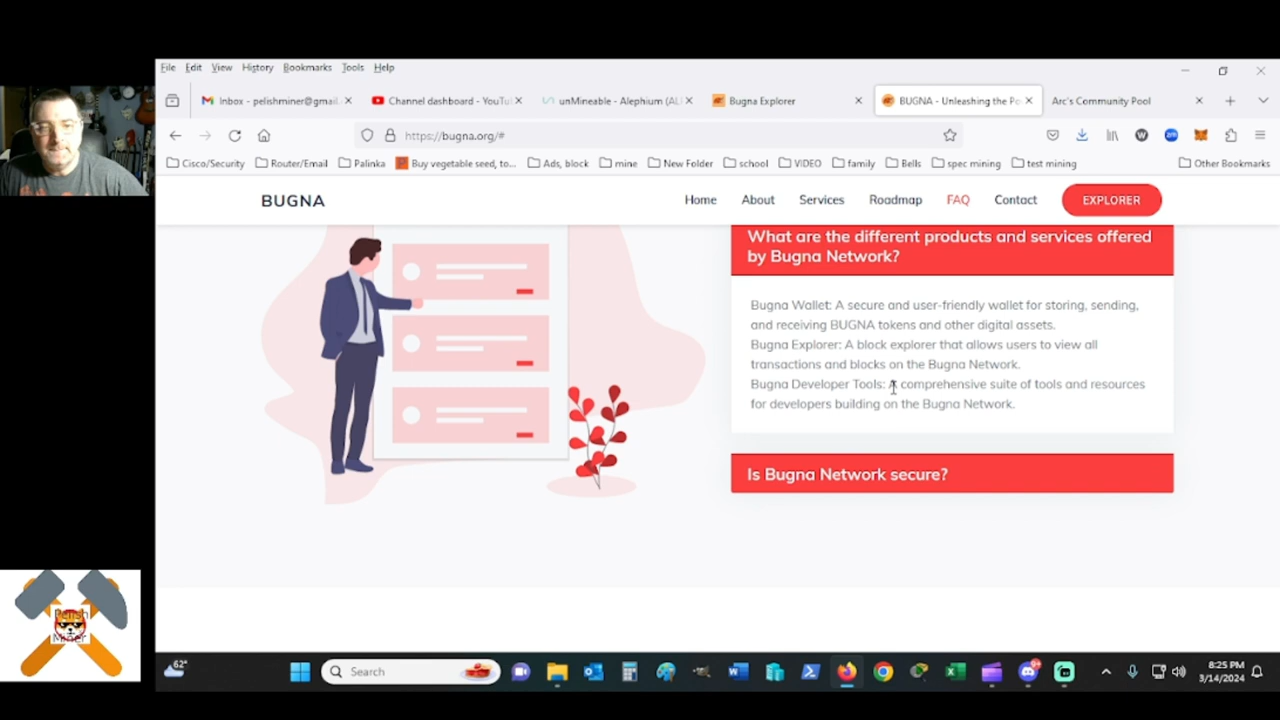 File Edit View History Bookmarks Tools Help
Inbox - pelishminer@gmail.
Channel dashboard - YouTu
unMineable - Alephium (AL
Bugna Explorer
BUGNA - Unleashing the Po
Arc's Community Pool
https://bugna.org/#
Cisco/Security Router/Email Palinka Buy vegetable seed, to... Ads, block mine New Folder school VIDEO family Bells spec mining test mining Other Bookmarks
BUGNA
Home About Services Roadmap FAQ Contact EXPLORER
What are the different products and services offered
by Bugna Network?
Bugna Wallet: A secure and user-friendly wallet for storing, sending,
and receiving BUGNA tokens and other digital assets.
Bugna Explorer: A block explorer that allows users to view all
transactions and blocks on the Bugna Network.
Bugna Developer Tools: A comprehensive suite of tools and resources
for developers building on the Bugna Network.
Is Bugna Network secure?
Pelish
Miner
62°
Search
8:25 PM
3/14/2024